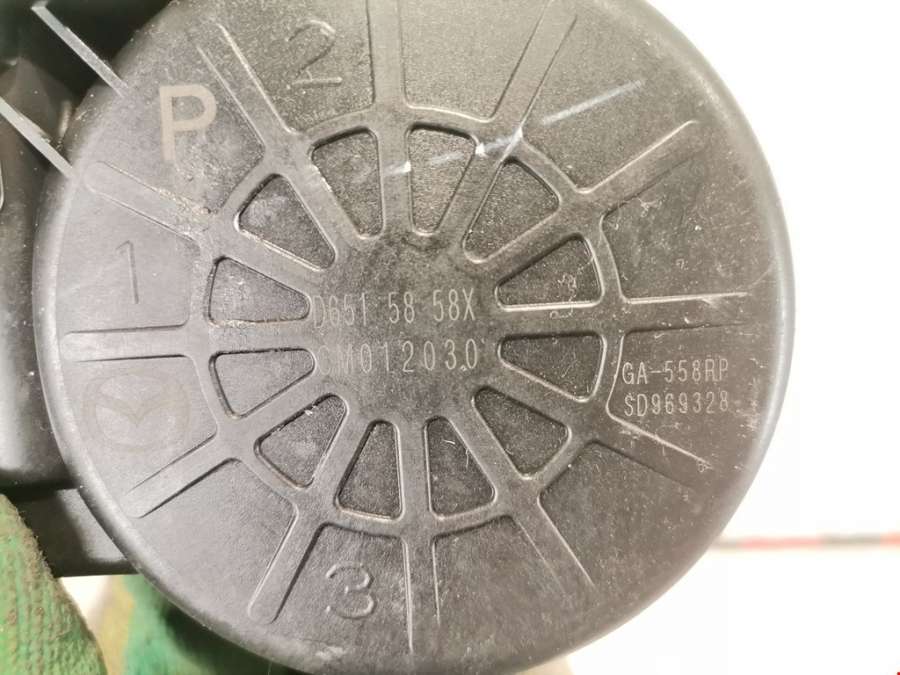 2
P
1
D651 58 58X
GM012030
GA-558RP
SD969328
3